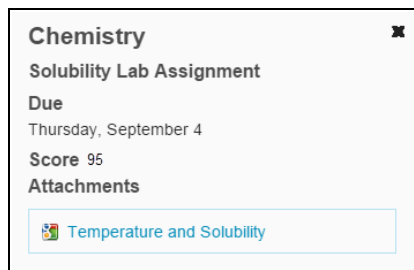 Chemistry
Solubility Lab Assignment
Due
Thursday, September 4
Score 95
Attachments
Temperature and Solubility